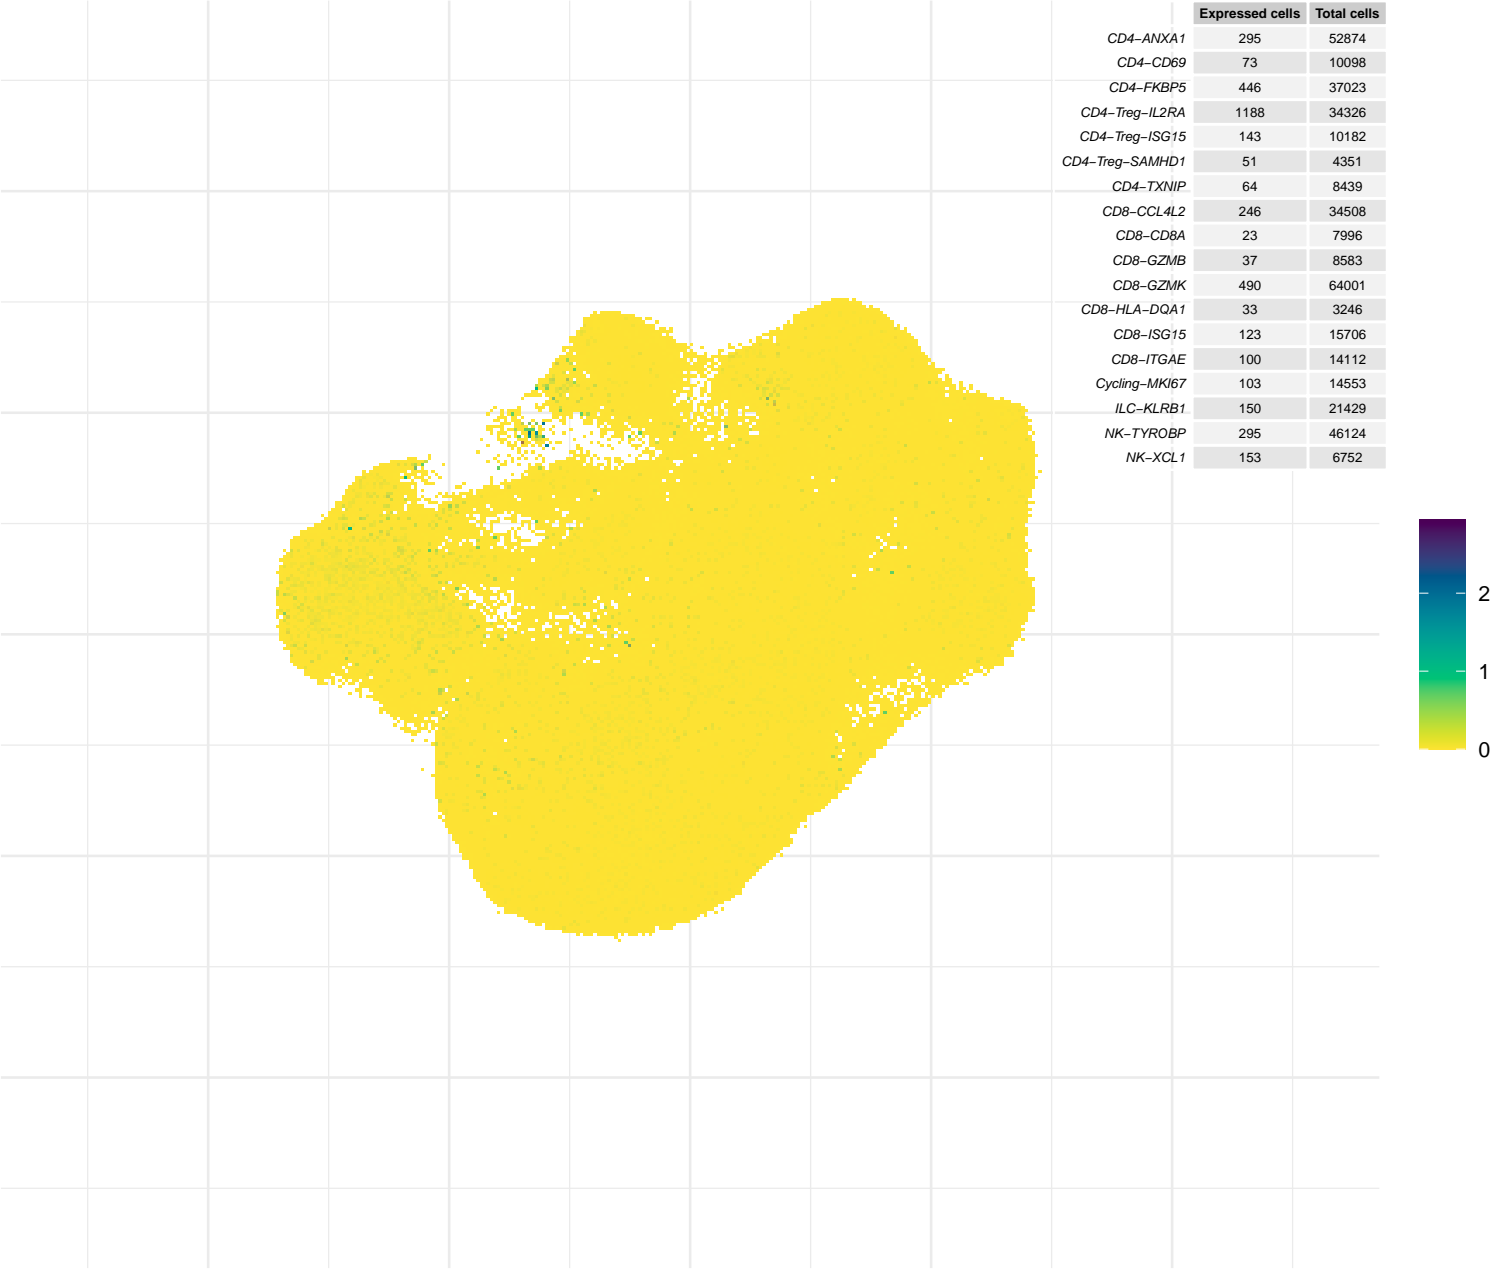 Expressed cells Total cells
CD4−ANXA1 295 52874
CD4−CD69 73 10098
CD4−FKBP5 446 37023
CD4−Treg−IL2RA 1188 34326
CD4−Treg−ISG15 143 10182
CD4−Treg−SAMHD1 51 4351
CD4−TXNIP 64 8439
CD8−CCL4L2 246 34508
CD8−CD8A 23 7996
CD8−GZMB 37 8583
CD8−GZMK 490 64001
CD8−HLA−DQA1 33 3246
CD8−ISG15 123 15706
CD8−ITGAE 100 14112
Cycling−MKI67 103 14553
ILC−KLRB1 150 21429
NK−TYROBP 295 46124
NK−XCL1 153 6752
2
1
0